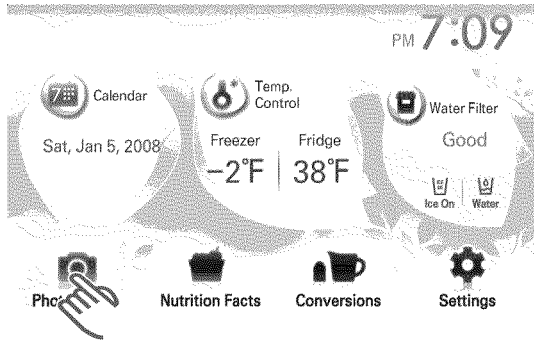 PM 7:09
Calendar
Sat, Jan 5, 2008
Temp.
Control
Freezer
-2°F
Fridge
38°F
Water Filter
Good
Ice On
Water
Nutrition Facts
Conversions
Settings